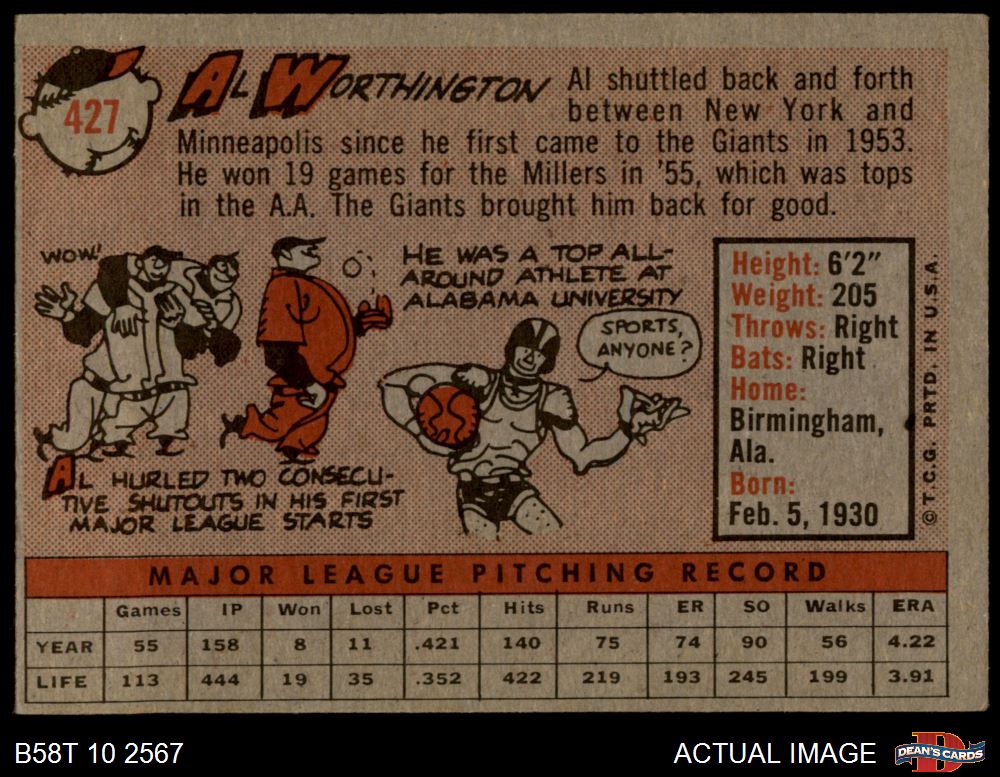 427
AL WORTHINGTON
Al shuttled back and forth
between New York and
Minneapolis since he first came to the Giants in 1953.
He won 19 games for the Millers in '55, which was tops
in the A.A. The Giants brought him back for good.
WOW!
HE WAS A TOP ALL-
AROUND ATHLETE AT
ALABAMA UNIVERSITY
SPORTS,
ANYONE?
AL HURLED TWO CONSECU-
TIVE SHUTOUTS IN HIS FIRST
MAJOR LEAGUE STARTS
Height: 6'2"
Weight: 205
Throws: Right
Bats: Right
Home:
Birmingham,
Ala.
Born:
Feb. 5, 1930
© T.C.G. PRTD. IN U.S.A.
MAJOR LEAGUE PITCHING RECORD
Games IP Won Lost Pct Hits Runs ER SO Walks ERA
YEAR 55 158 8 11 .421 140 75 74 90 56 4.22
LIFE 113 444 19 35 .352 422 219 193 245 199 3.91
B58T 10 2567
ACTUAL IMAGE
D
DEAN'S CARDS